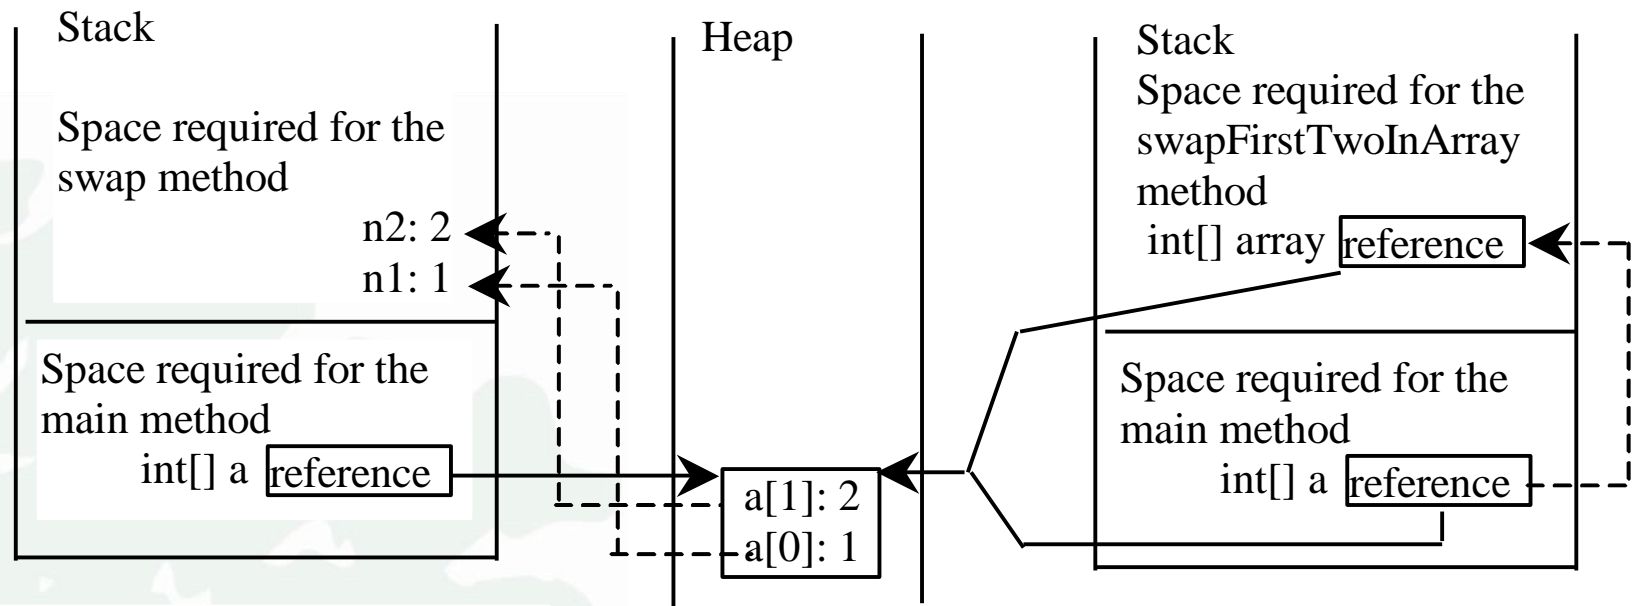 Stack
Space required for the
swap method
n2: 2
n1: 1
Space required for the
main method
int[] a reference
Heap
a[1]: 2
a[0]: 1
Stack
Space required for the
swapFirstTwoInArray
method
int[] array reference
Space required for the
main method
int[] a reference